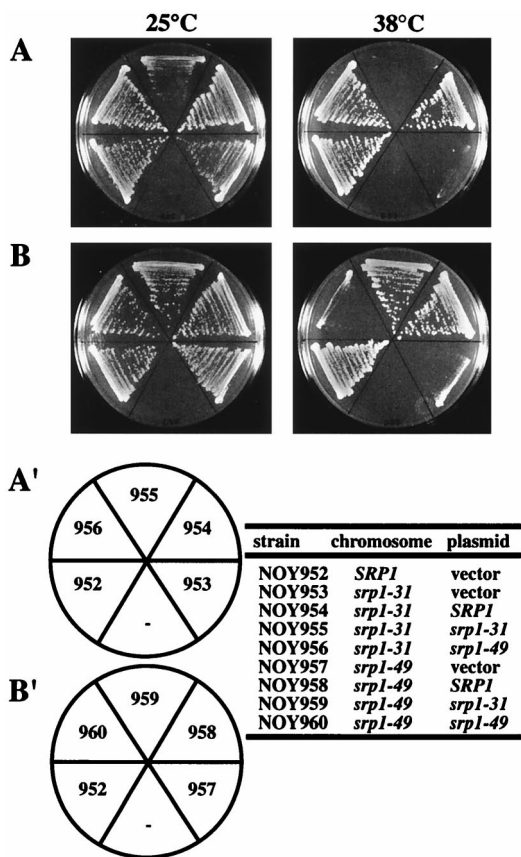 25°C 38°C
A
B
A'
955
956 954
952 953
-
B'
959
960 958
952 957
-
strain chromosome plasmid
NOY952 SRP1 vector
NOY953 srp1-31 vector
NOY954 srp1-31 SRP1
NOY955 srp1-31 srp1-31
NOY956 srp1-31 srp1-49
NOY957 srp1-49 vector
NOY958 srp1-49 SRP1
NOY959 srp1-49 srp1-31
NOY960 srp1-49 srp1-49